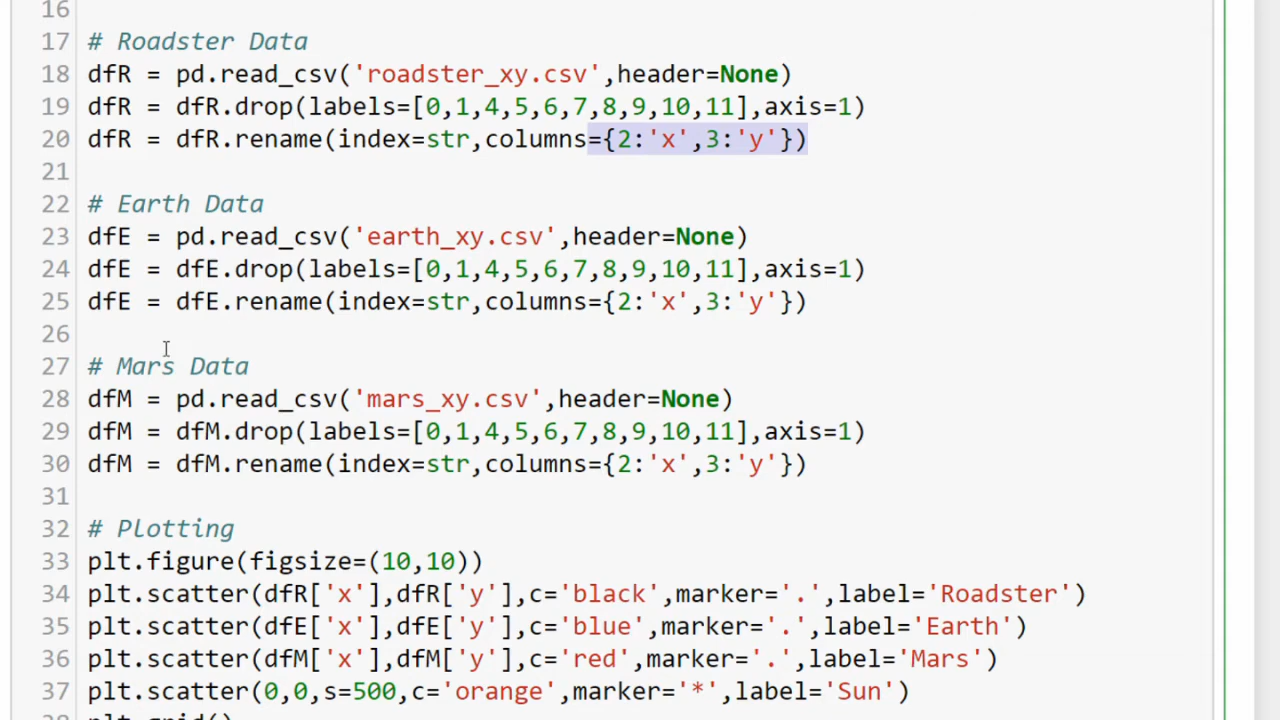 16
17 # Roadster Data
18 dfR = pd.read_csv('roadster_xy.csv',header=None)
19 dfR = dfR.drop(labels=[0,1,4,5,6,7,8,9,10,11],axis=1)
20 dfR = dfR.rename(index=str,columns={2:'x',3:'y'})
21
22 # Earth Data
23 dfE = pd.read_csv('earth_xy.csv',header=None)
24 dfE = dfE.drop(labels=[0,1,4,5,6,7,8,9,10,11],axis=1)
25 dfE = dfE.rename(index=str,columns={2:'x',3:'y'})
26
27 # Mars Data
28 dfM = pd.read_csv('mars_xy.csv',header=None)
29 dfM = dfM.drop(labels=[0,1,4,5,6,7,8,9,10,11],axis=1)
30 dfM = dfM.rename(index=str,columns={2:'x',3:'y'})
31
32 # Plotting
33 plt.figure(figsize=(10,10))
34 plt.scatter(dfR['x'],dfR['y'],c='black',marker='.',label='Roadster')
35 plt.scatter(dfE['x'],dfE['y'],c='blue',marker='.',label='Earth')
36 plt.scatter(dfM['x'],dfM['y'],c='red',marker='.',label='Mars')
37 plt.scatter(0,0,s=500,c='orange',marker='*',label='Sun')
38 plt.grid()